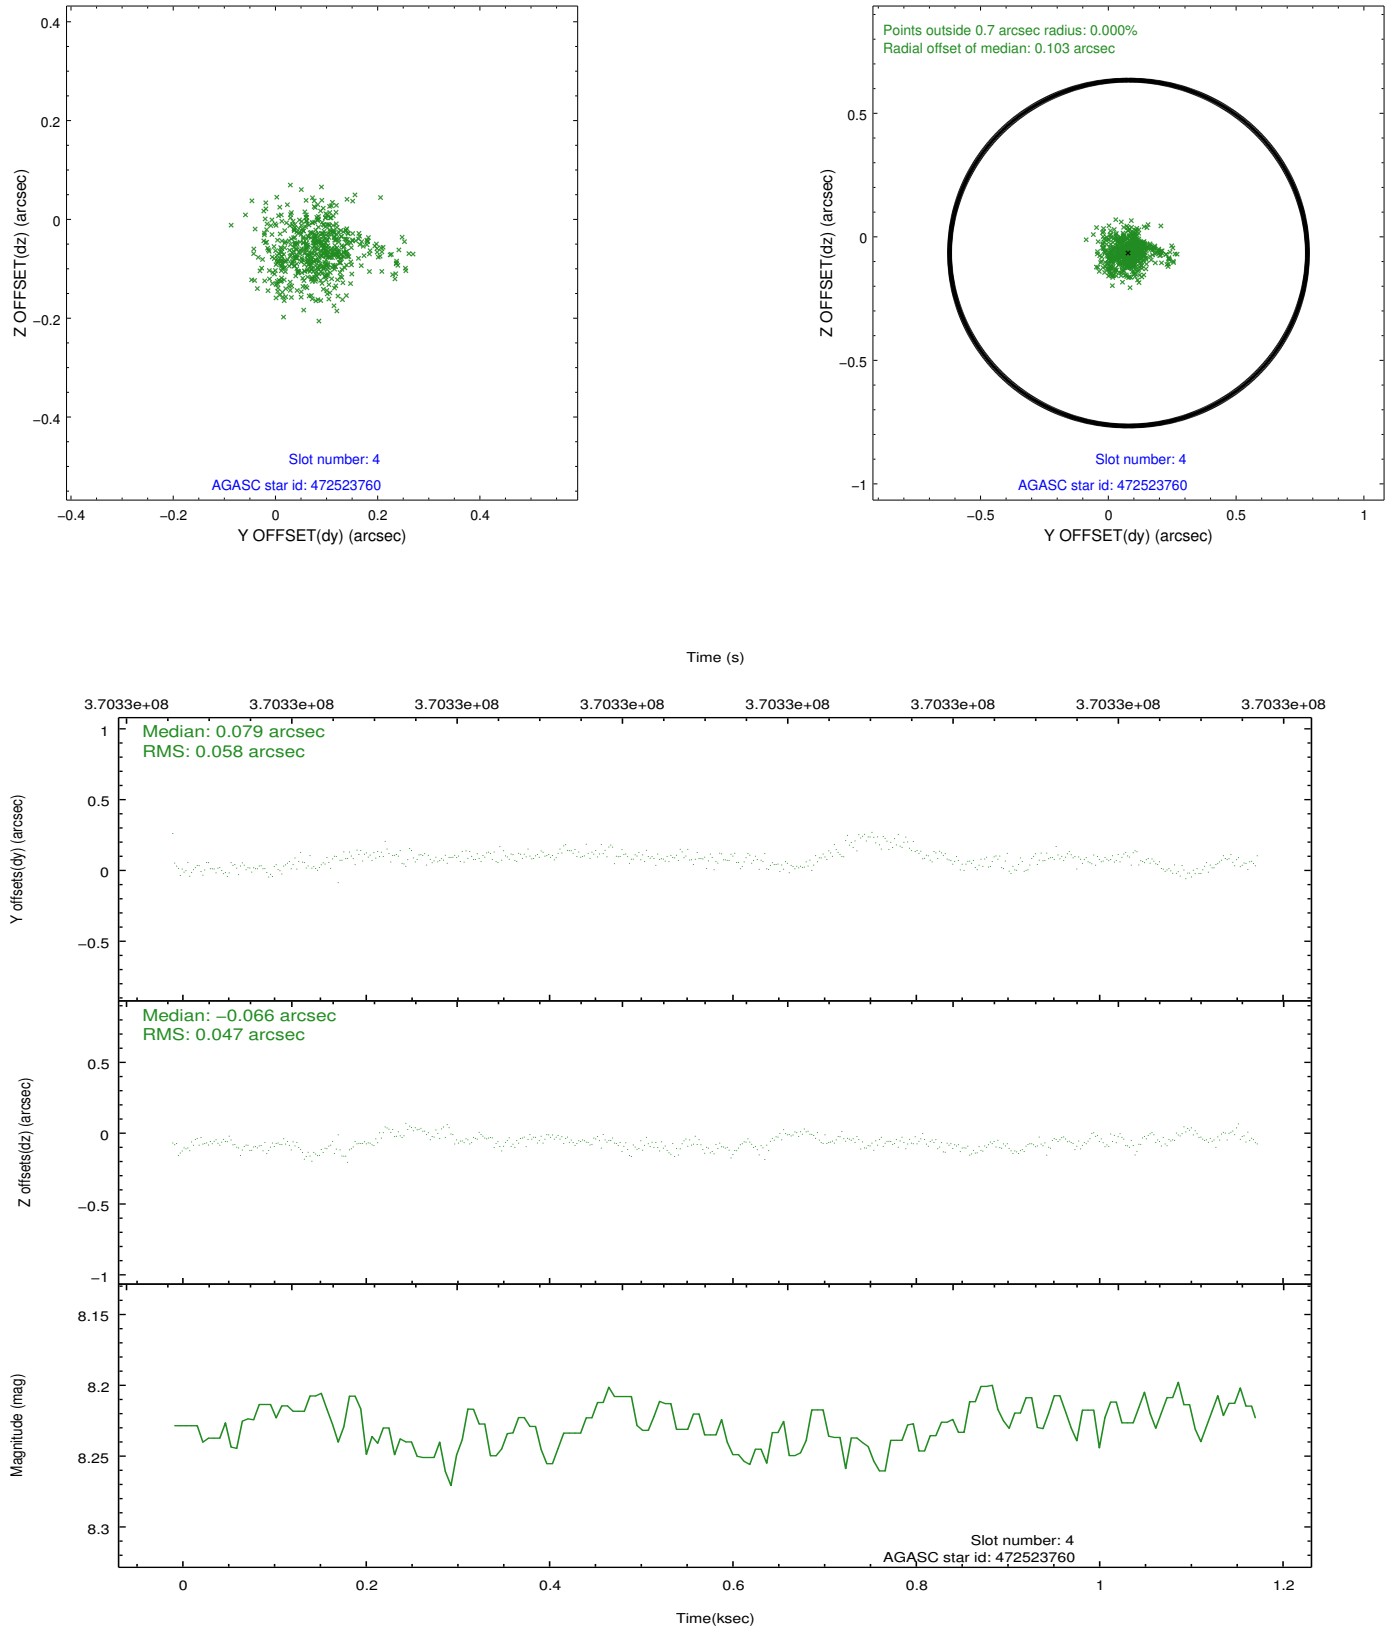 0.4
0.2
0
−0.2
−0.4
−0.4
−0.2
0
0.2
0.4
Z OFFSET(dz) (arcsec)
Y OFFSET(dy) (arcsec)
Slot number: 4
AGASC star id: 472523760
Points outside 0.7 arcsec radius: 0.000%
Radial offset of median: 0.103 arcsec
0.5
0
−0.5
−1
−0.5
0
0.5
1
Z OFFSET(dz) (arcsec)
Y OFFSET(dy) (arcsec)
Slot number: 4
AGASC star id: 472523760
Time (s)
3.7033e+08 3.7033e+08 3.7033e+08 3.7033e+08 3.7033e+08 3.7033e+08 3.7033e+08 3.7033e+08
Median: 0.079 arcsec
RMS: 0.058 arcsec
1
0.5
0
−0.5
Y offsets(dy) (arcsec)
Median: −0.066 arcsec
RMS: 0.047 arcsec
0.5
0
−0.5
−1
Z offsets(dz) (arcsec)
8.15
8.2
8.25
8.3
Magnitude (mag)
Slot number: 4
AGASC star id: 472523760
0 0.2 0.4 0.6 0.8 1 1.2
Time(ksec)